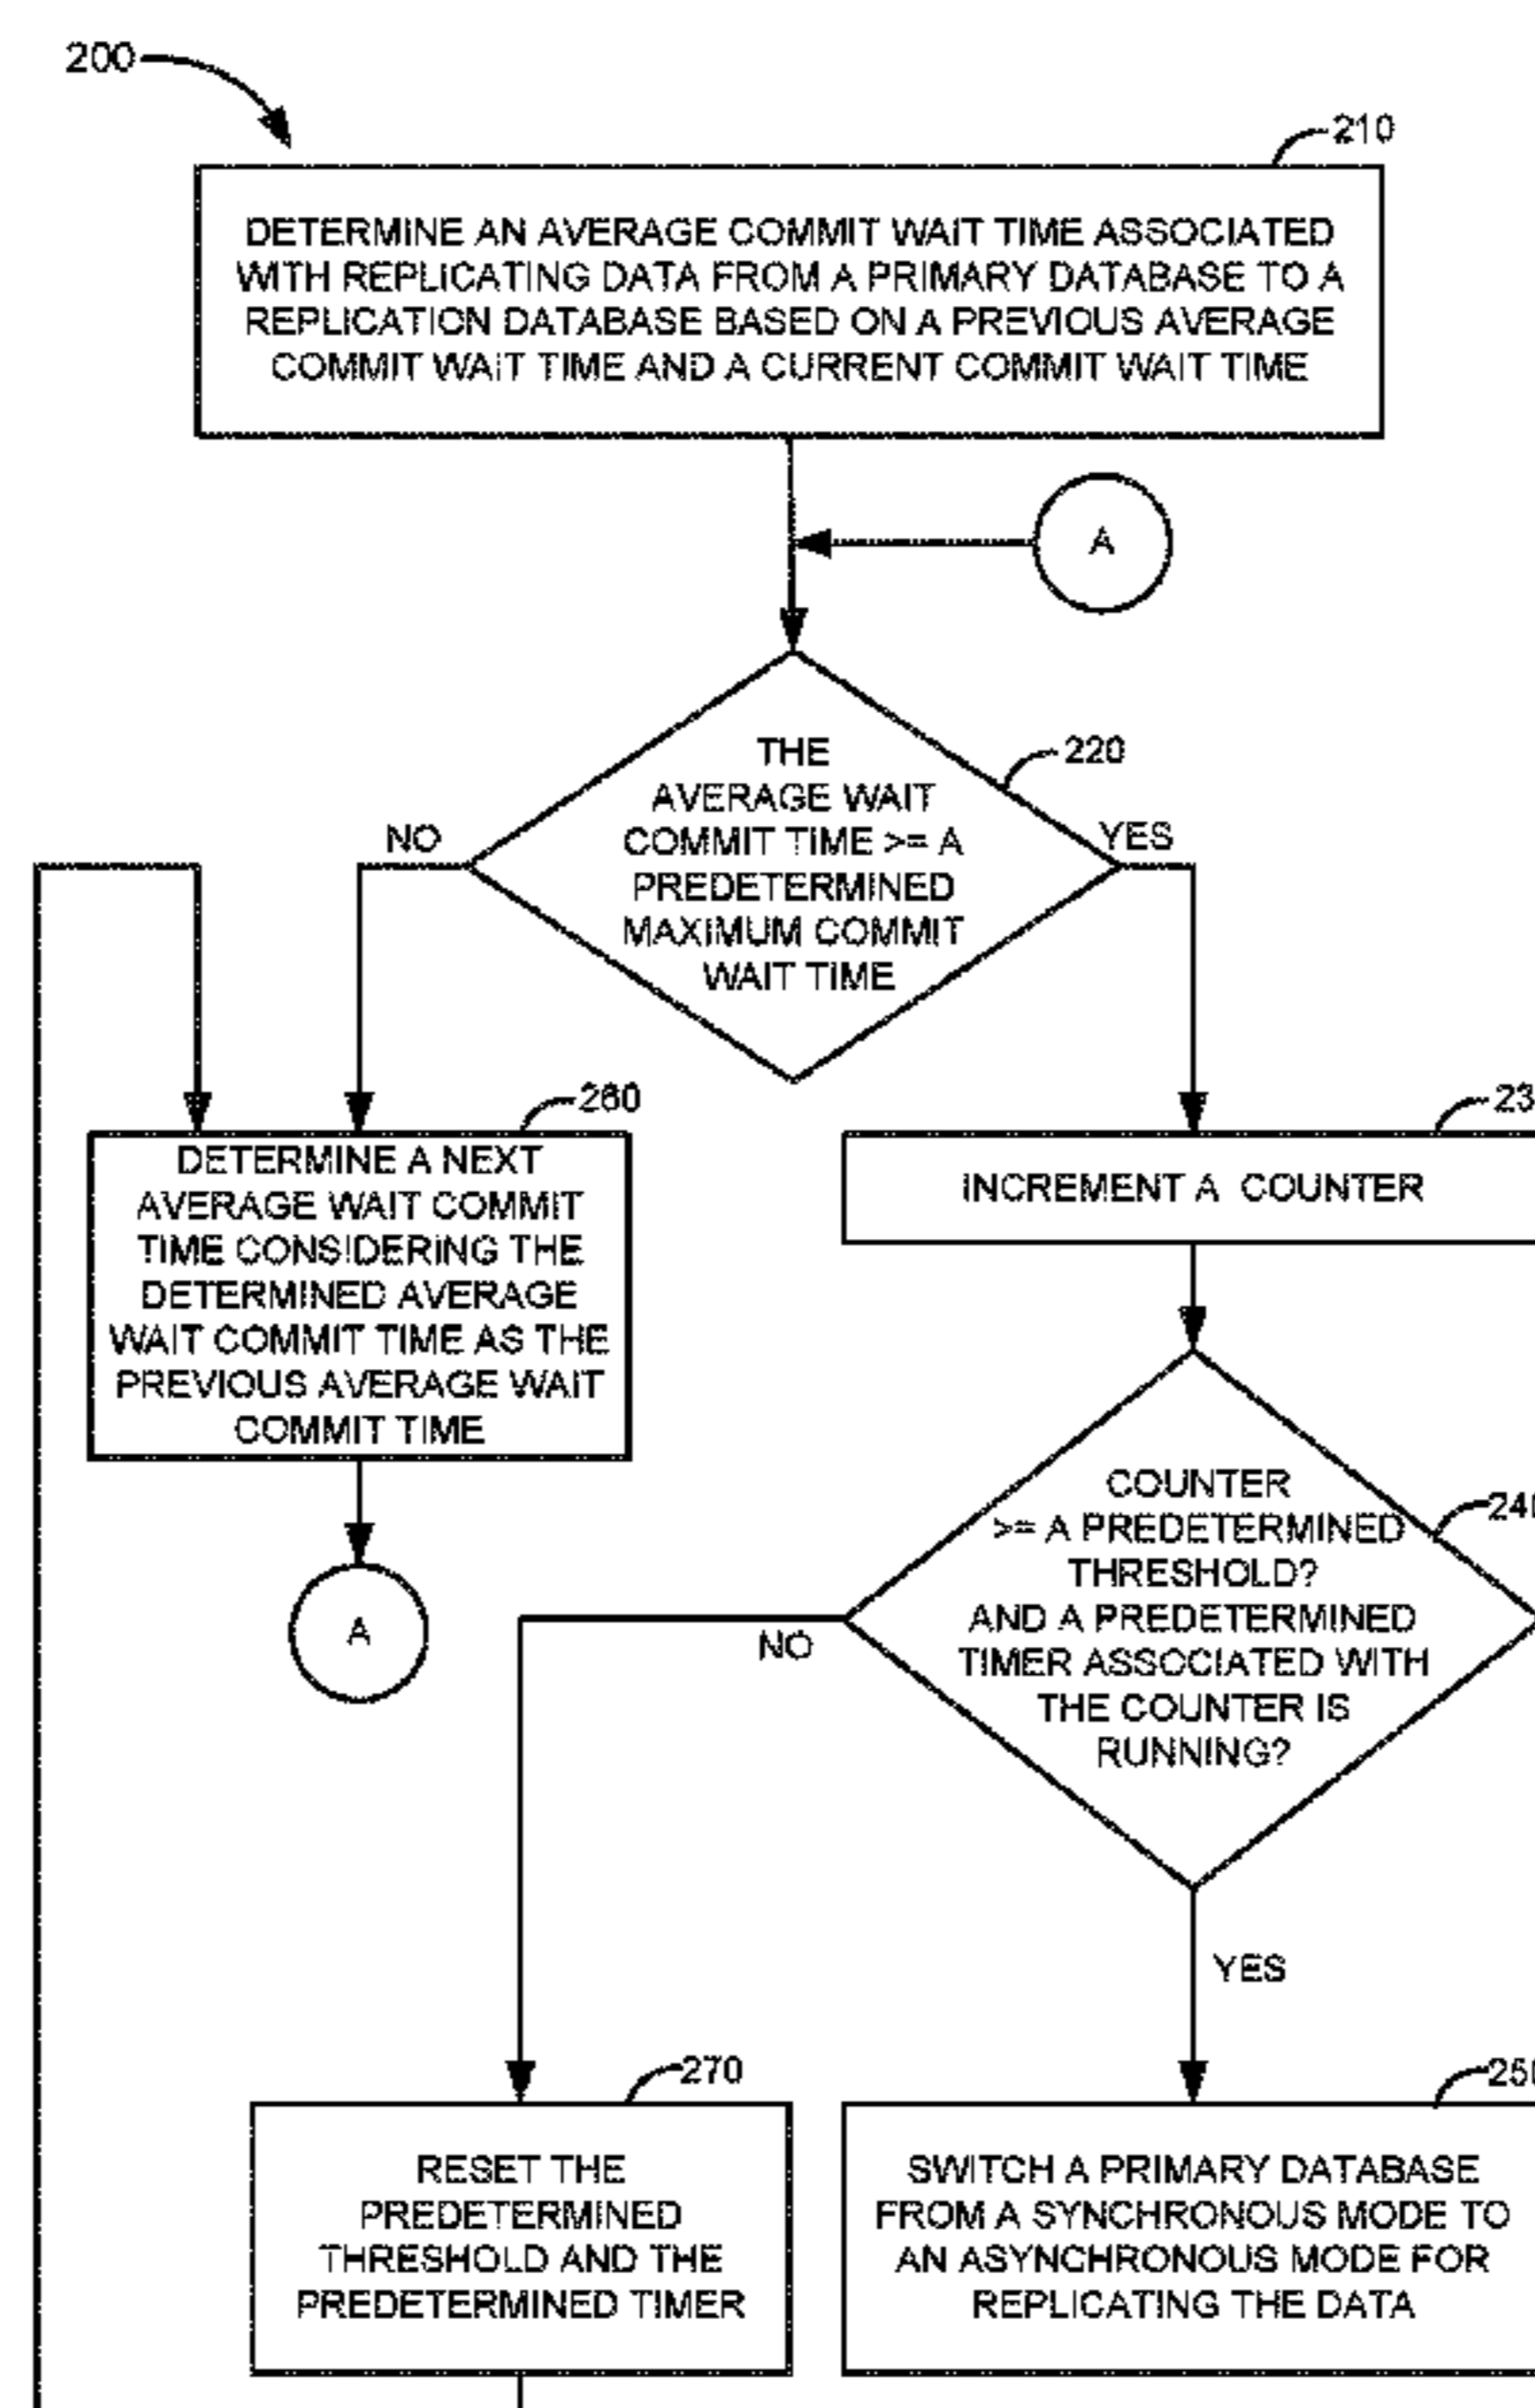 200
210
DETERMINE AN AVERAGE COMMIT WAIT TIME ASSOCIATED
WITH REPLICATING DATA FROM A PRIMARY DATABASE TO A
REPLICATION DATABASE BASED ON A PREVIOUS AVERAGE
COMMIT WAIT TIME AND A CURRENT COMMIT WAIT TIME
A
220
THE
AVERAGE WAIT
COMMIT TIME >= A
PREDETERMINED
MAXIMUM COMMIT
WAIT TIME
NO
YES
260
DETERMINE A NEXT
AVERAGE WAIT COMMIT
TIME CONSIDERING THE
DETERMINED AVERAGE
WAIT COMMIT TIME AS THE
PREVIOUS AVERAGE WAIT
COMMIT TIME
A
23
INCREMENT A COUNTER
240
COUNTER
>= A PREDETERMINED
THRESHOLD?
AND A PREDETERMINED
TIMER ASSOCIATED WITH
THE COUNTER IS
RUNNING?
NO
YES
270
RESET THE
PREDETERMINED
THRESHOLD AND THE
PREDETERMINED TIMER
250
SWITCH A PRIMARY DATABASE
FROM A SYNCHRONOUS MODE TO
AN ASYNCHRONOUS MODE FOR
REPLICATING THE DATA